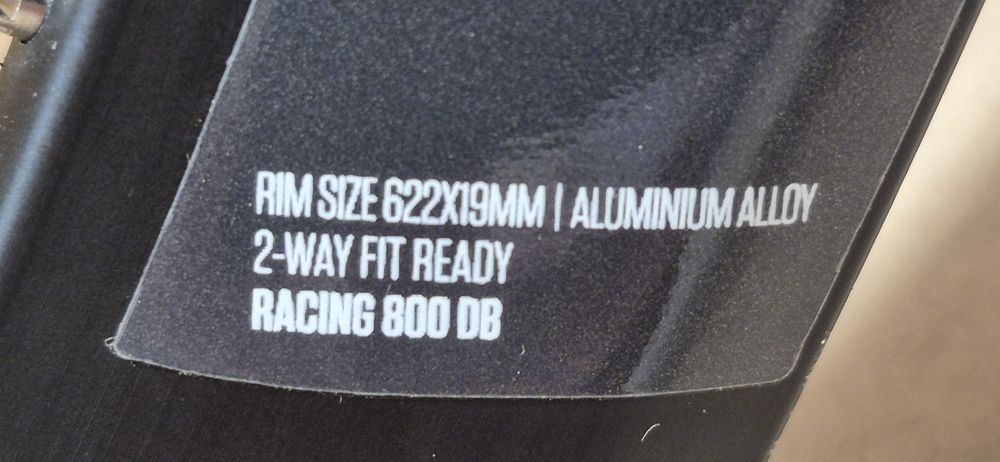 RIM SIZE 622X19MM | ALUMINIUM ALLOY
2-WAY FIT READY
RACING 800 DB